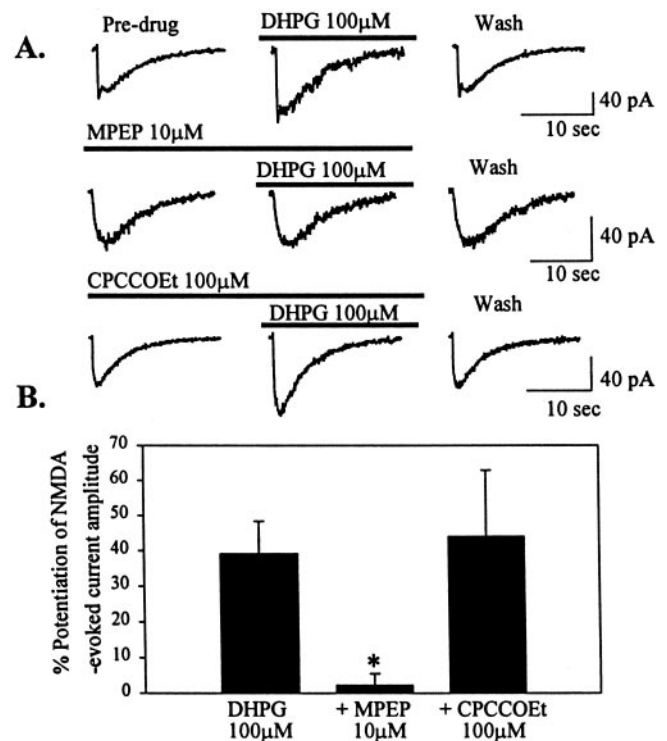 A.
Pre-drug
DHPG 100μM
Wash
40 pA
10 sec
MPEP 10μM
DHPG 100μM
Wash
40 pA
CPCCOEt 100μM
DHPG 100μM
Wash
40 pA
10 sec
B.
% Potentiation of NMDA
-evoked current amplitude
70
60
50
40
30
20
10
0
*
DHPG
100μM
+ MPEP
10μM
+ CPCCOEt
100μM